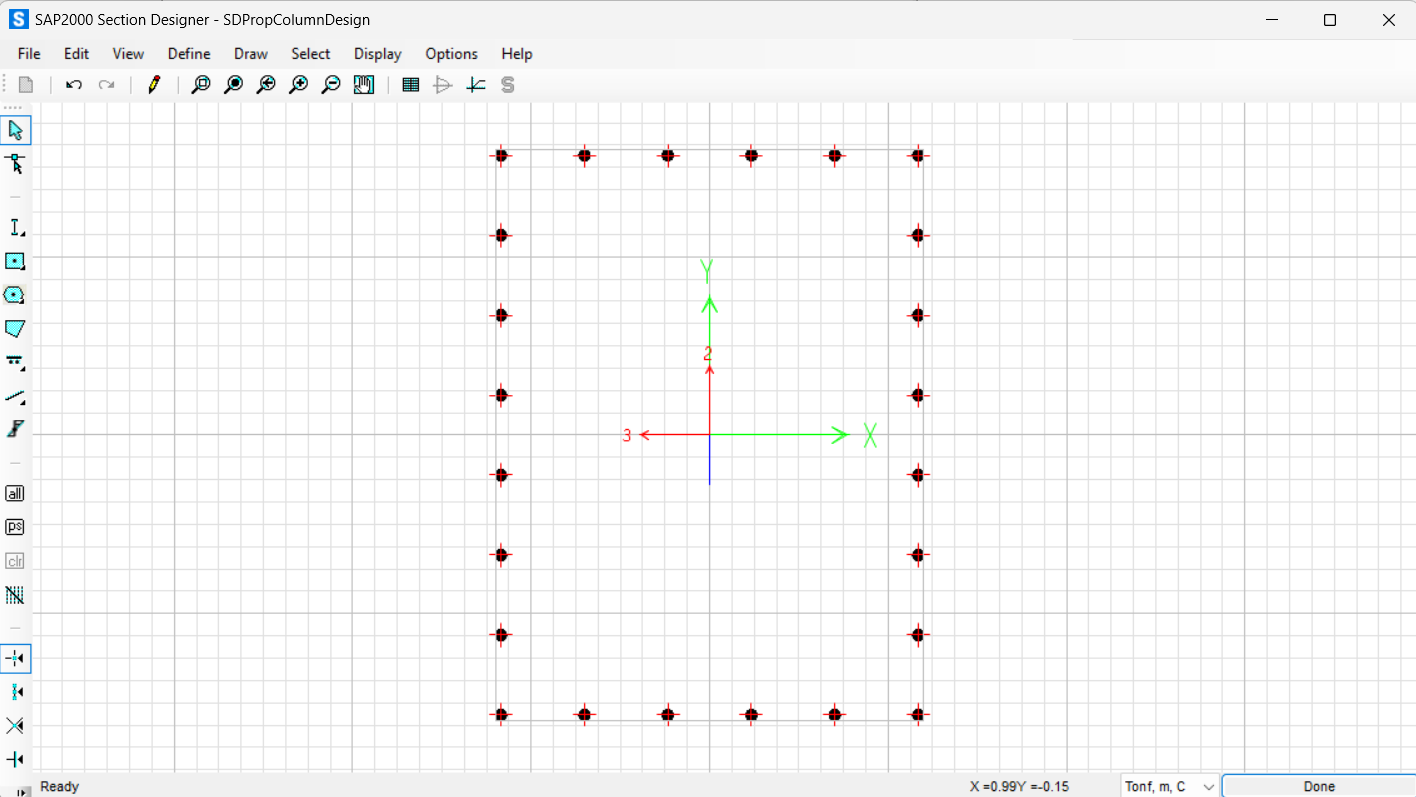 S SAP2000 Section Designer - SDPropColumnDesign
File Edit View Define Draw Select Display Options Help
S
Y
2
3 X
all
ps
clr
Ready X =0.99Y =-0.15 Tonf, m, C Done